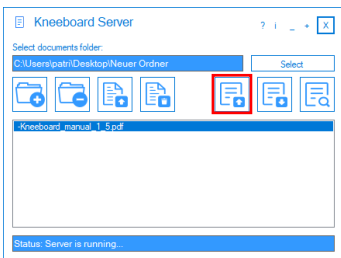 Kneeboard Server
? i _ + X
Select documents folder:
C:\Users\patri\Desktop\Neuer Ordner
Select
-Kneeboard_manual_1_5.pdf
Status: Server is running...